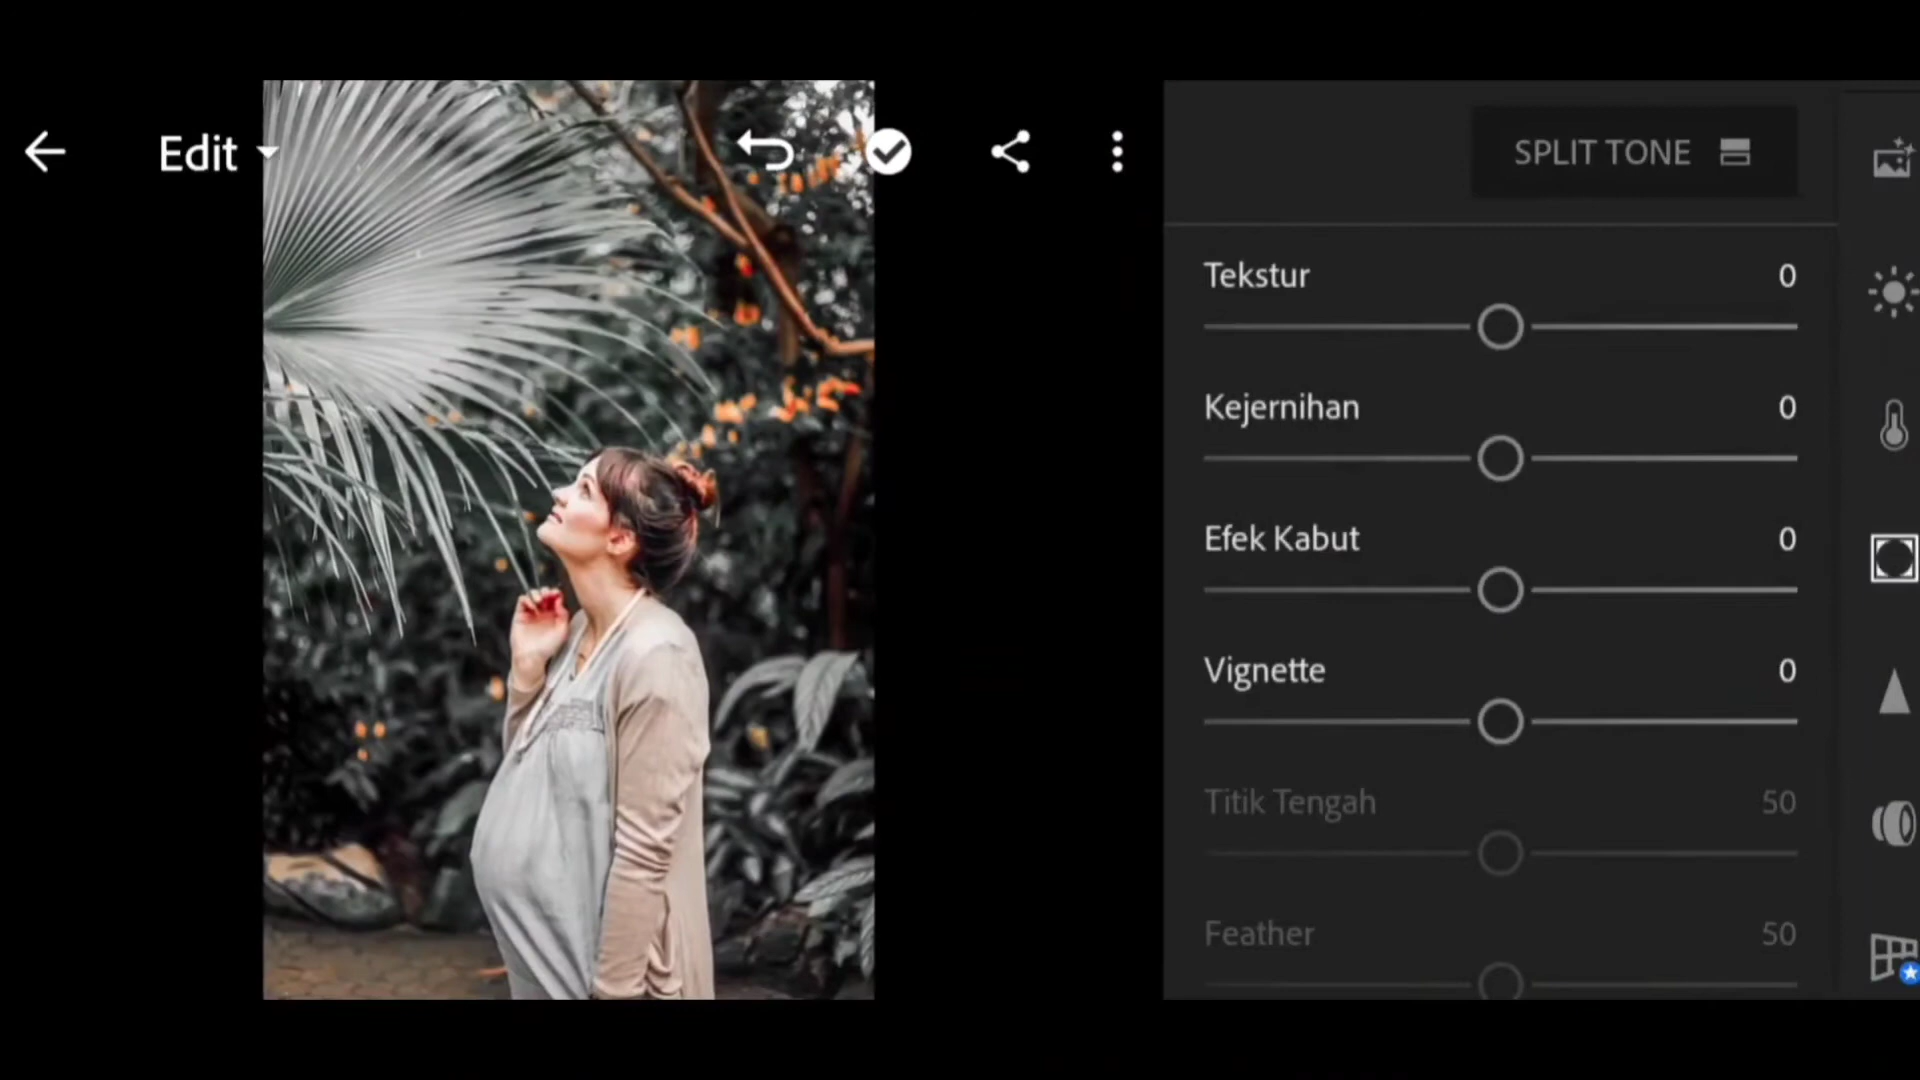 Edit
SPLIT TONE
Tekstur 0
Kejernihan 0
Efek Kabut 0
Vignette 0
Titik Tengah 50
Feather 50